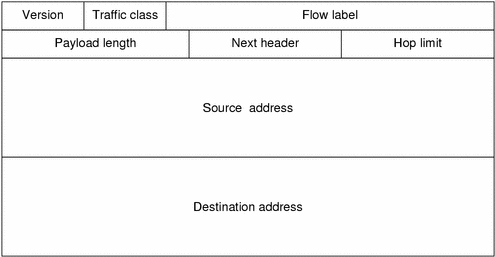 Version Traffic class Flow label
Payload length Next header Hop limit
Source address
Destination address